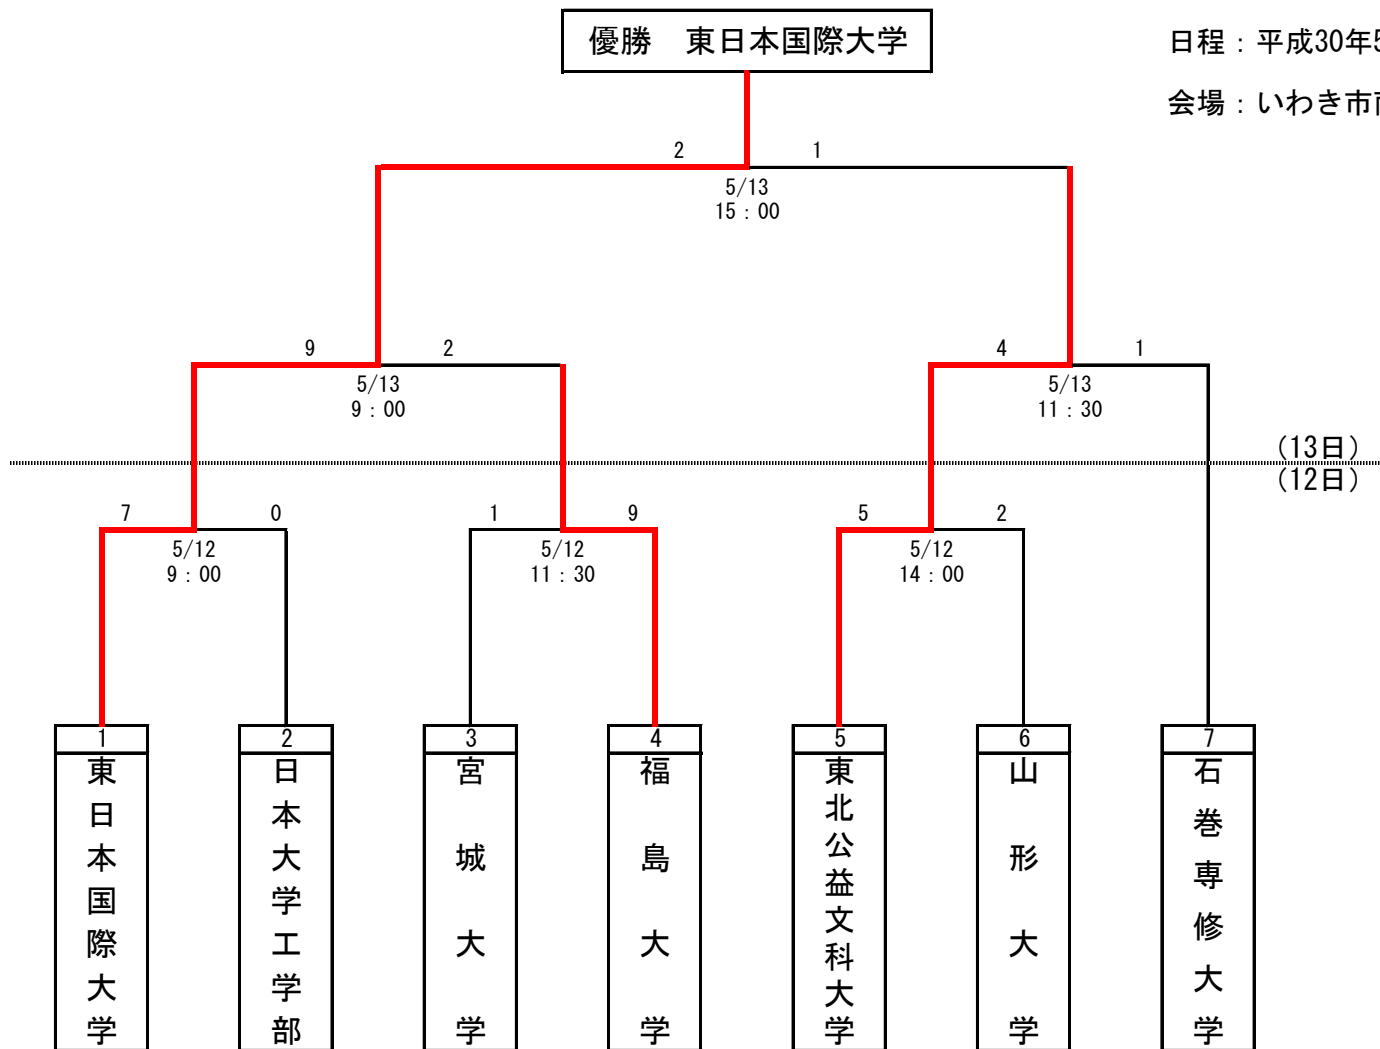 優勝　東日本国際大学
日程：平成30年5
会場：いわき市
2 1
5/13
15：00
9 2
5/13
9：00
4 1
5/13
11：30
(13日)
(12日)
7 0
5/12
9：00
1 9
5/12
11：30
5 2
5/12
14：00
1
東日本国際大学
2
日本大学工学部
3
宮城大学
4
福島大学
5
東北公益文科大学
6
山形大学
7
石巻専修大学